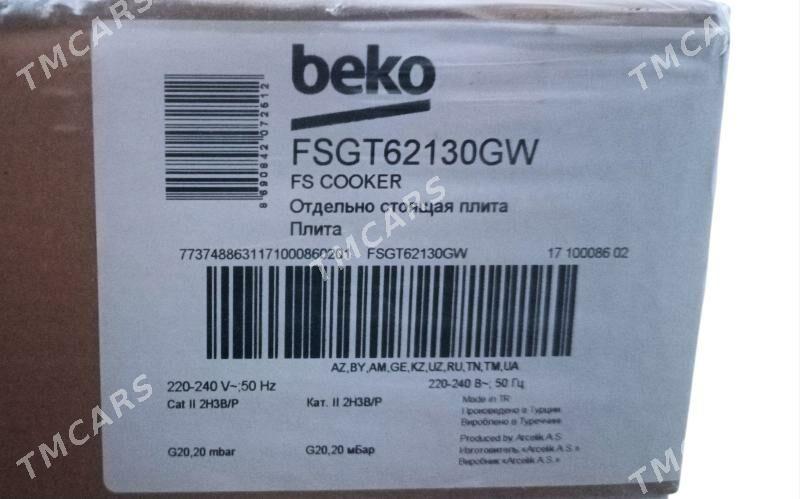 beko
8 690842 072612
FSGT62130GW
FS COOKER
Отдельно стоящая плита
Плита
7737488631171000860201 FSGT62130GW 17 100086 02
AZ,BY,AM,GE,KZ,UZ,RU,TN,TM,UA
220-240 V~;50 Hz 220-240 В~; 50 Гц
Cat II 2H3B/P Кат. II 2H3B/P
Made in TR
Произведено в Турции
Вироблено в Туреччині
G20,20 mbar G20,20 мБар
Produced by Arcelik A.S.
Изготовитель: «Arcelik A.S.»
Виробник «Arcelik A.S.»
TMCARS
TMCARS
TMCARS
TMCARS
TMCARS